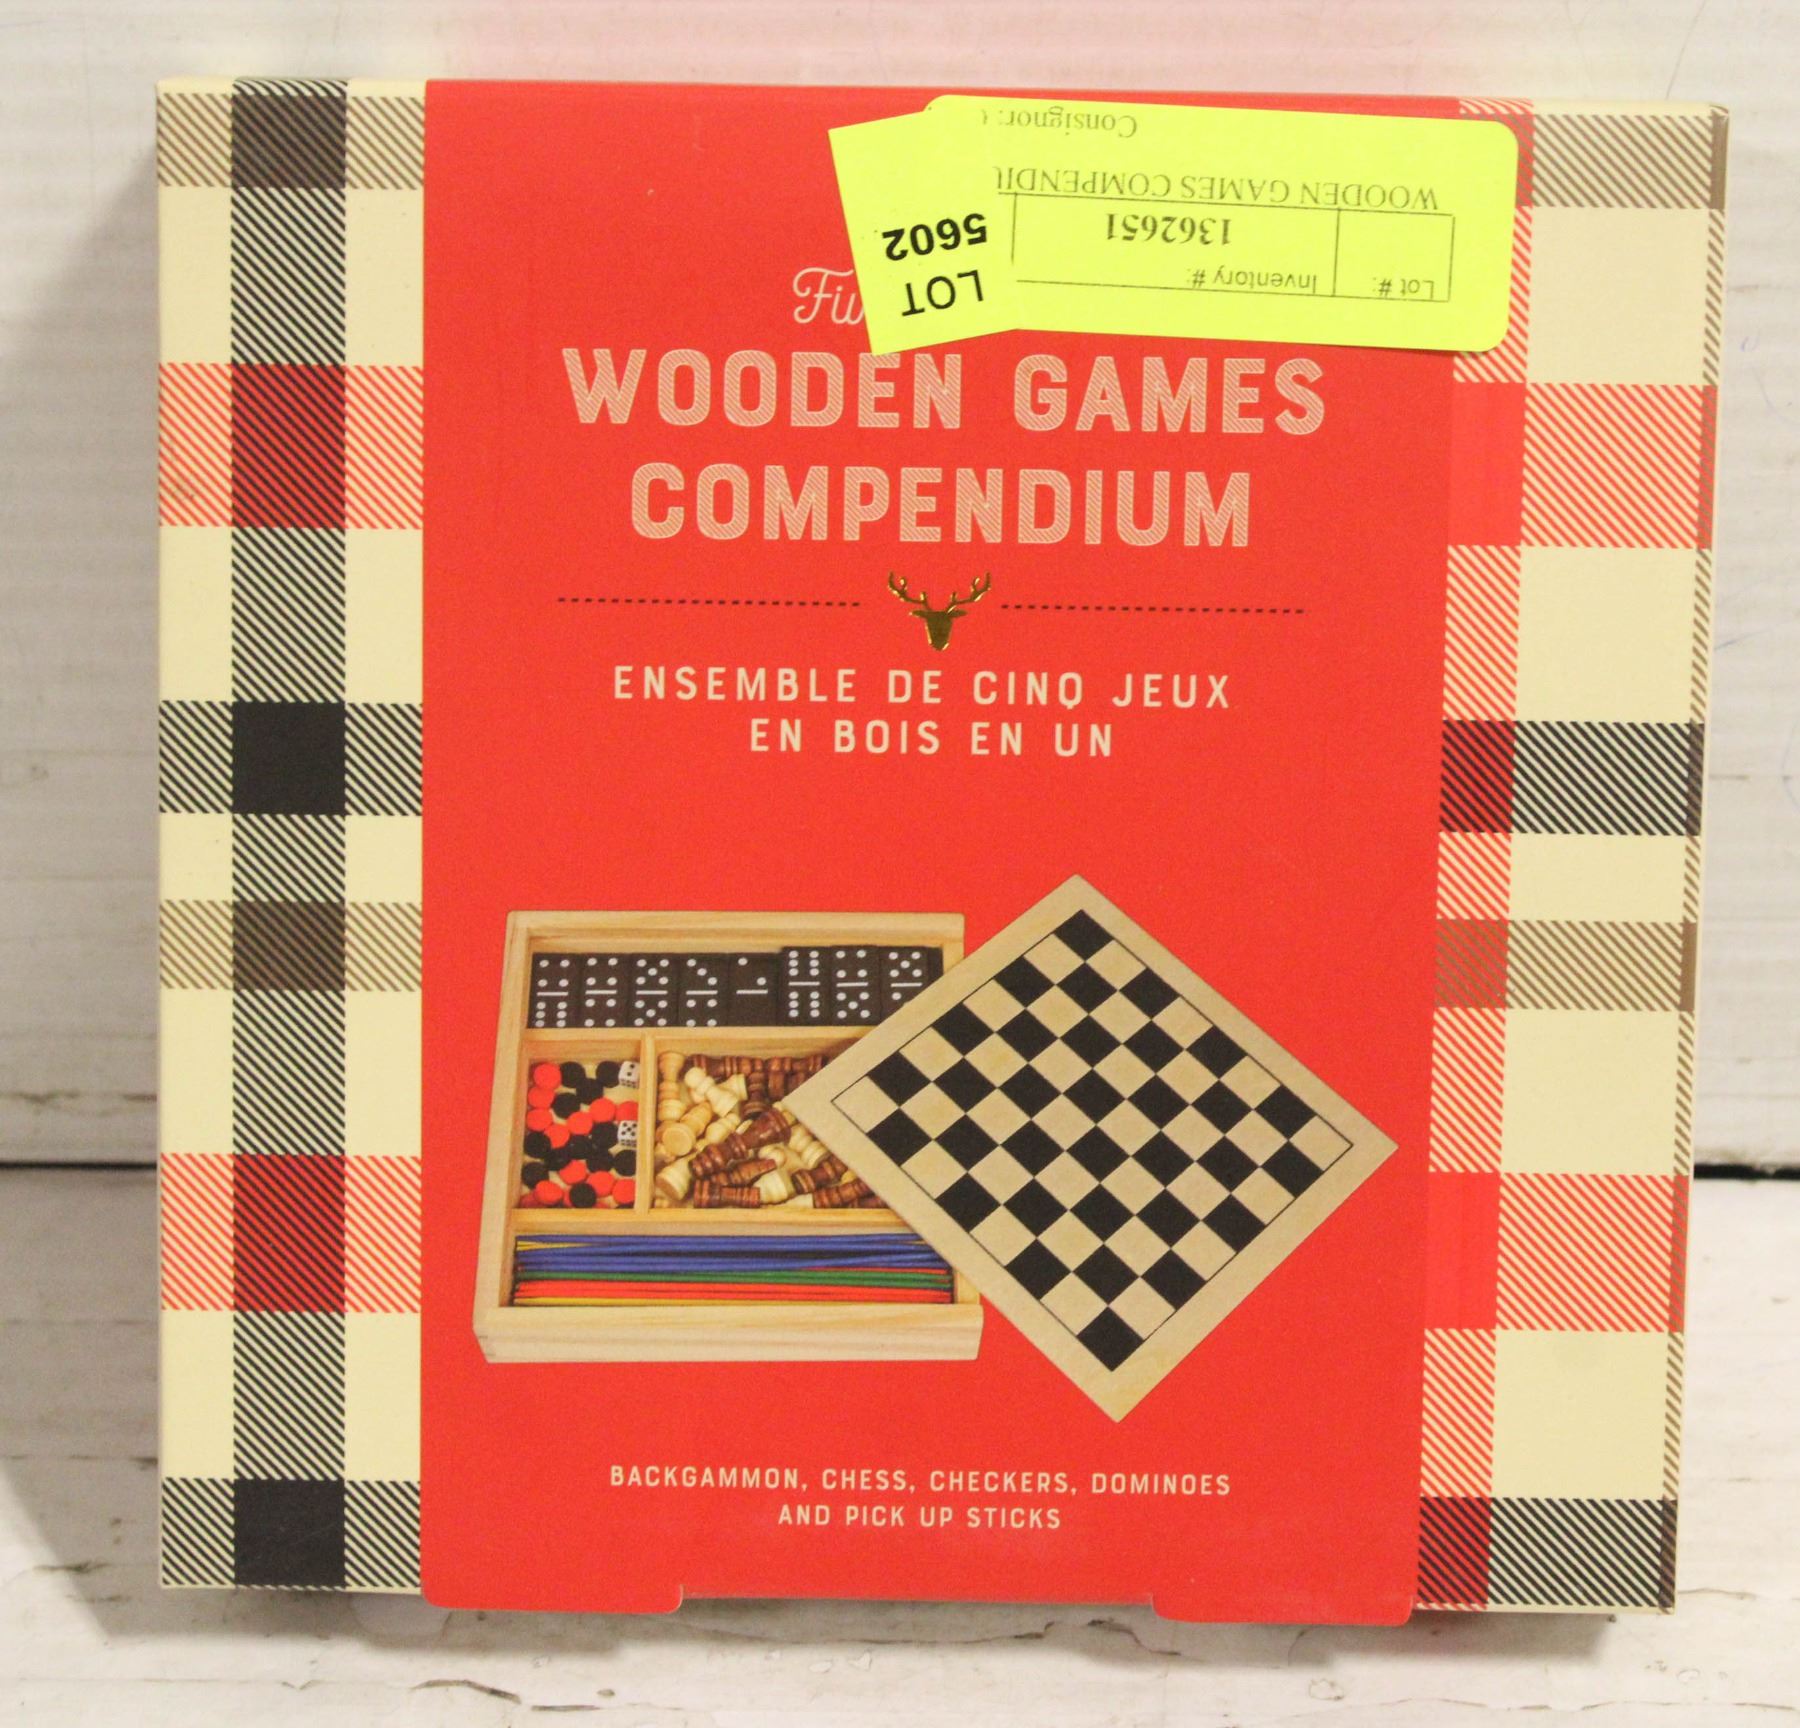 Consignor:
WOODEN GAMES
1362651
Lot #: Inventory #:
LOT
5602
WOODEN GAMES
COMPENDIUM
ENSEMBLE DE CINQ JEUX
EN BOIS EN UN
BACKGAMMON, CHESS, CHECKERS, DOMINOES
AND PICK UP STICKS